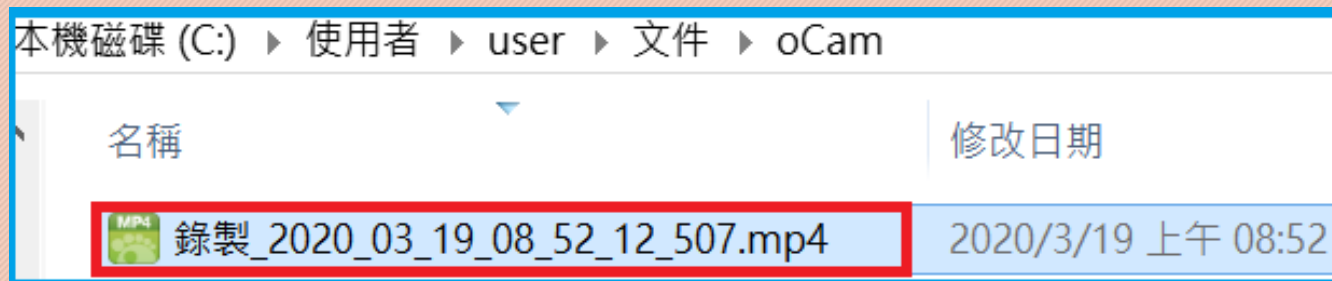 本機磁碟 (C:) ▸ 使用者 ▸ user ▸ 文件 ▸ oCam
名稱 修改日期
MP4 錄製_2020_03_19_08_52_12_507.mp4 2020/3/19 上午 08:52